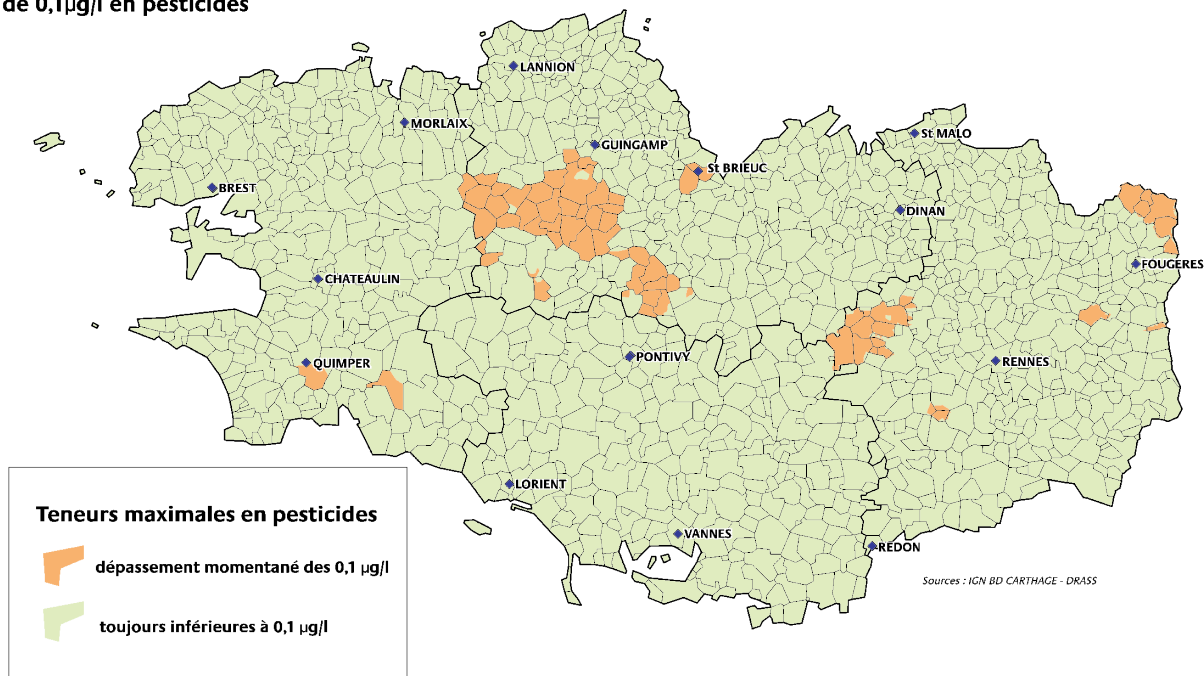 de 0,1µg/l en pesticides
LANNION
MORLAIX
GUINGAMP
St MALO
St BRIEUC
BREST
DINAN
FOUGERES
CHATEAULIN
PONTIVY
RENNES
QUIMPER
LORIENT
VANNES
REDON
Teneurs maximales en pesticides
dépassement momentané des 0,1 µg/l
toujours inférieures à 0,1 µg/l
Sources : IGN BD CARTHAGE - DRASS